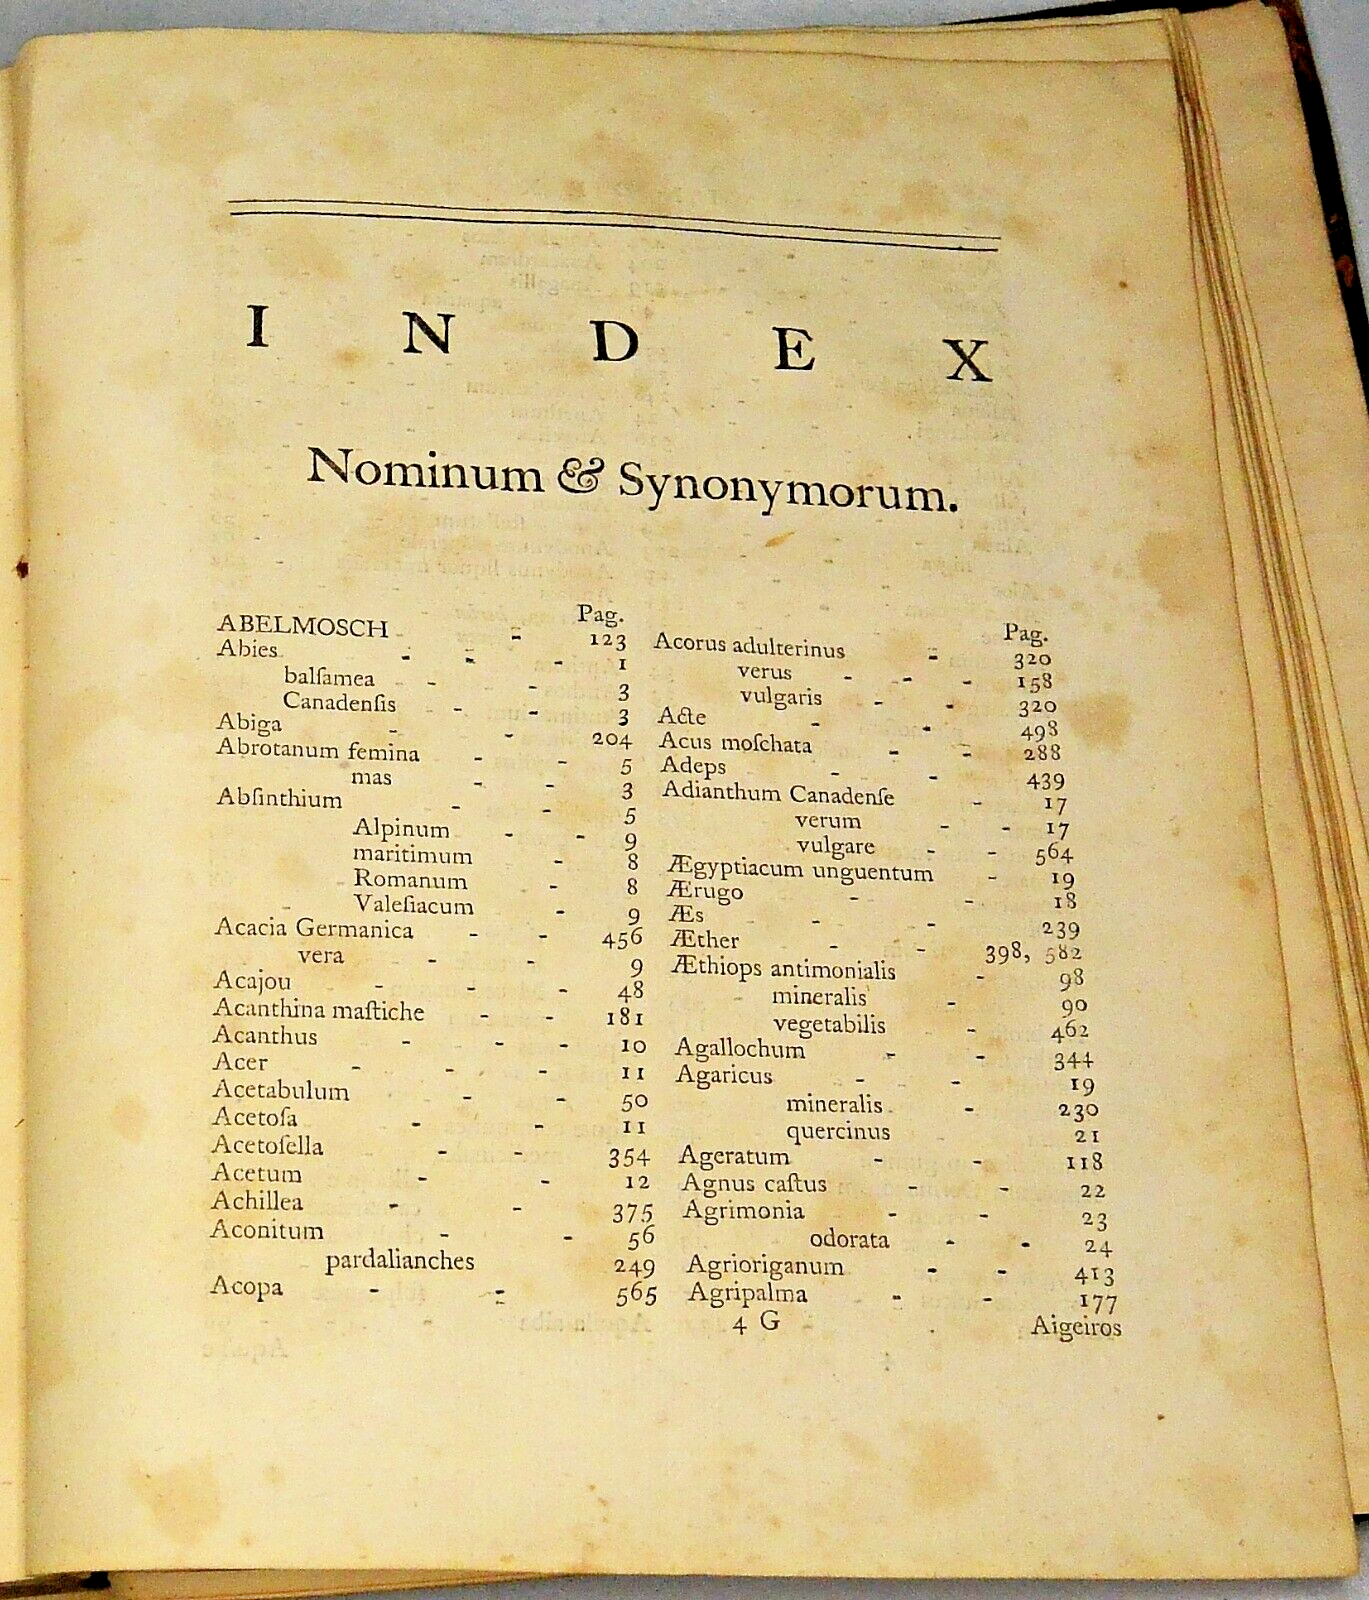 I N D E X
Nominum & Synonymorum.
Pag.
ABELMOSCH - 123
Abies - - - 1
balſamea - - 3
Canadenſis - - 3
Abiga - - 204
Abrotanum femina - - 5
mas - - 3
Abſinthium - - 5
Alpinum - - 9
maritimum - 8
Romanum - 8
Valeſiacum - 9
Acacia Germanica - - 456
vera - - 9
Acajou - - - 48
Acanthina maſtiche - - 181
Acanthus - - - 10
Acer - - - 11
Acetabulum - - 50
Acetoſa - - 11
Acetoſella - - 354
Acetum - - 12
Achillea - - 375
Aconitum - - 56
pardalianches 249
Acopa - - 565
Pag.
Acorus adulterinus - 320
verus - - - 158
vulgaris - - 320
Acte - - 498
Acus moſchata - - 288
Adeps - - 439
Adianthum Canadenſe - 17
verum - - 17
vulgare - - 564
Ægyptiacum unguentum - 19
Ærugo - - 18
Æs - - 239
Æther - - 398, 582
Æthiops antimonialis - 98
mineralis - 90
vegetabilis - 462
Agallochum - - 344
Agaricus - - 19
mineralis - 230
quercinus 21
Ageratum - - 118
Agnus caſtus - - 22
Agrimonia - - 23
odorata - - 24
Agrioriganum - - 413
Agripalma - - 177
4 G Aigeiros